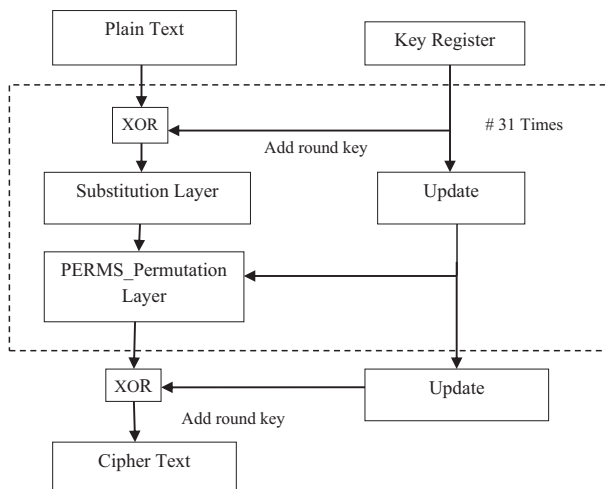 Plain Text
Key Register
XOR
# 31 Times
Add round key
Substitution Layer
Update
PERMS_Permutation
Layer
XOR
Update
Add round key
Cipher Text